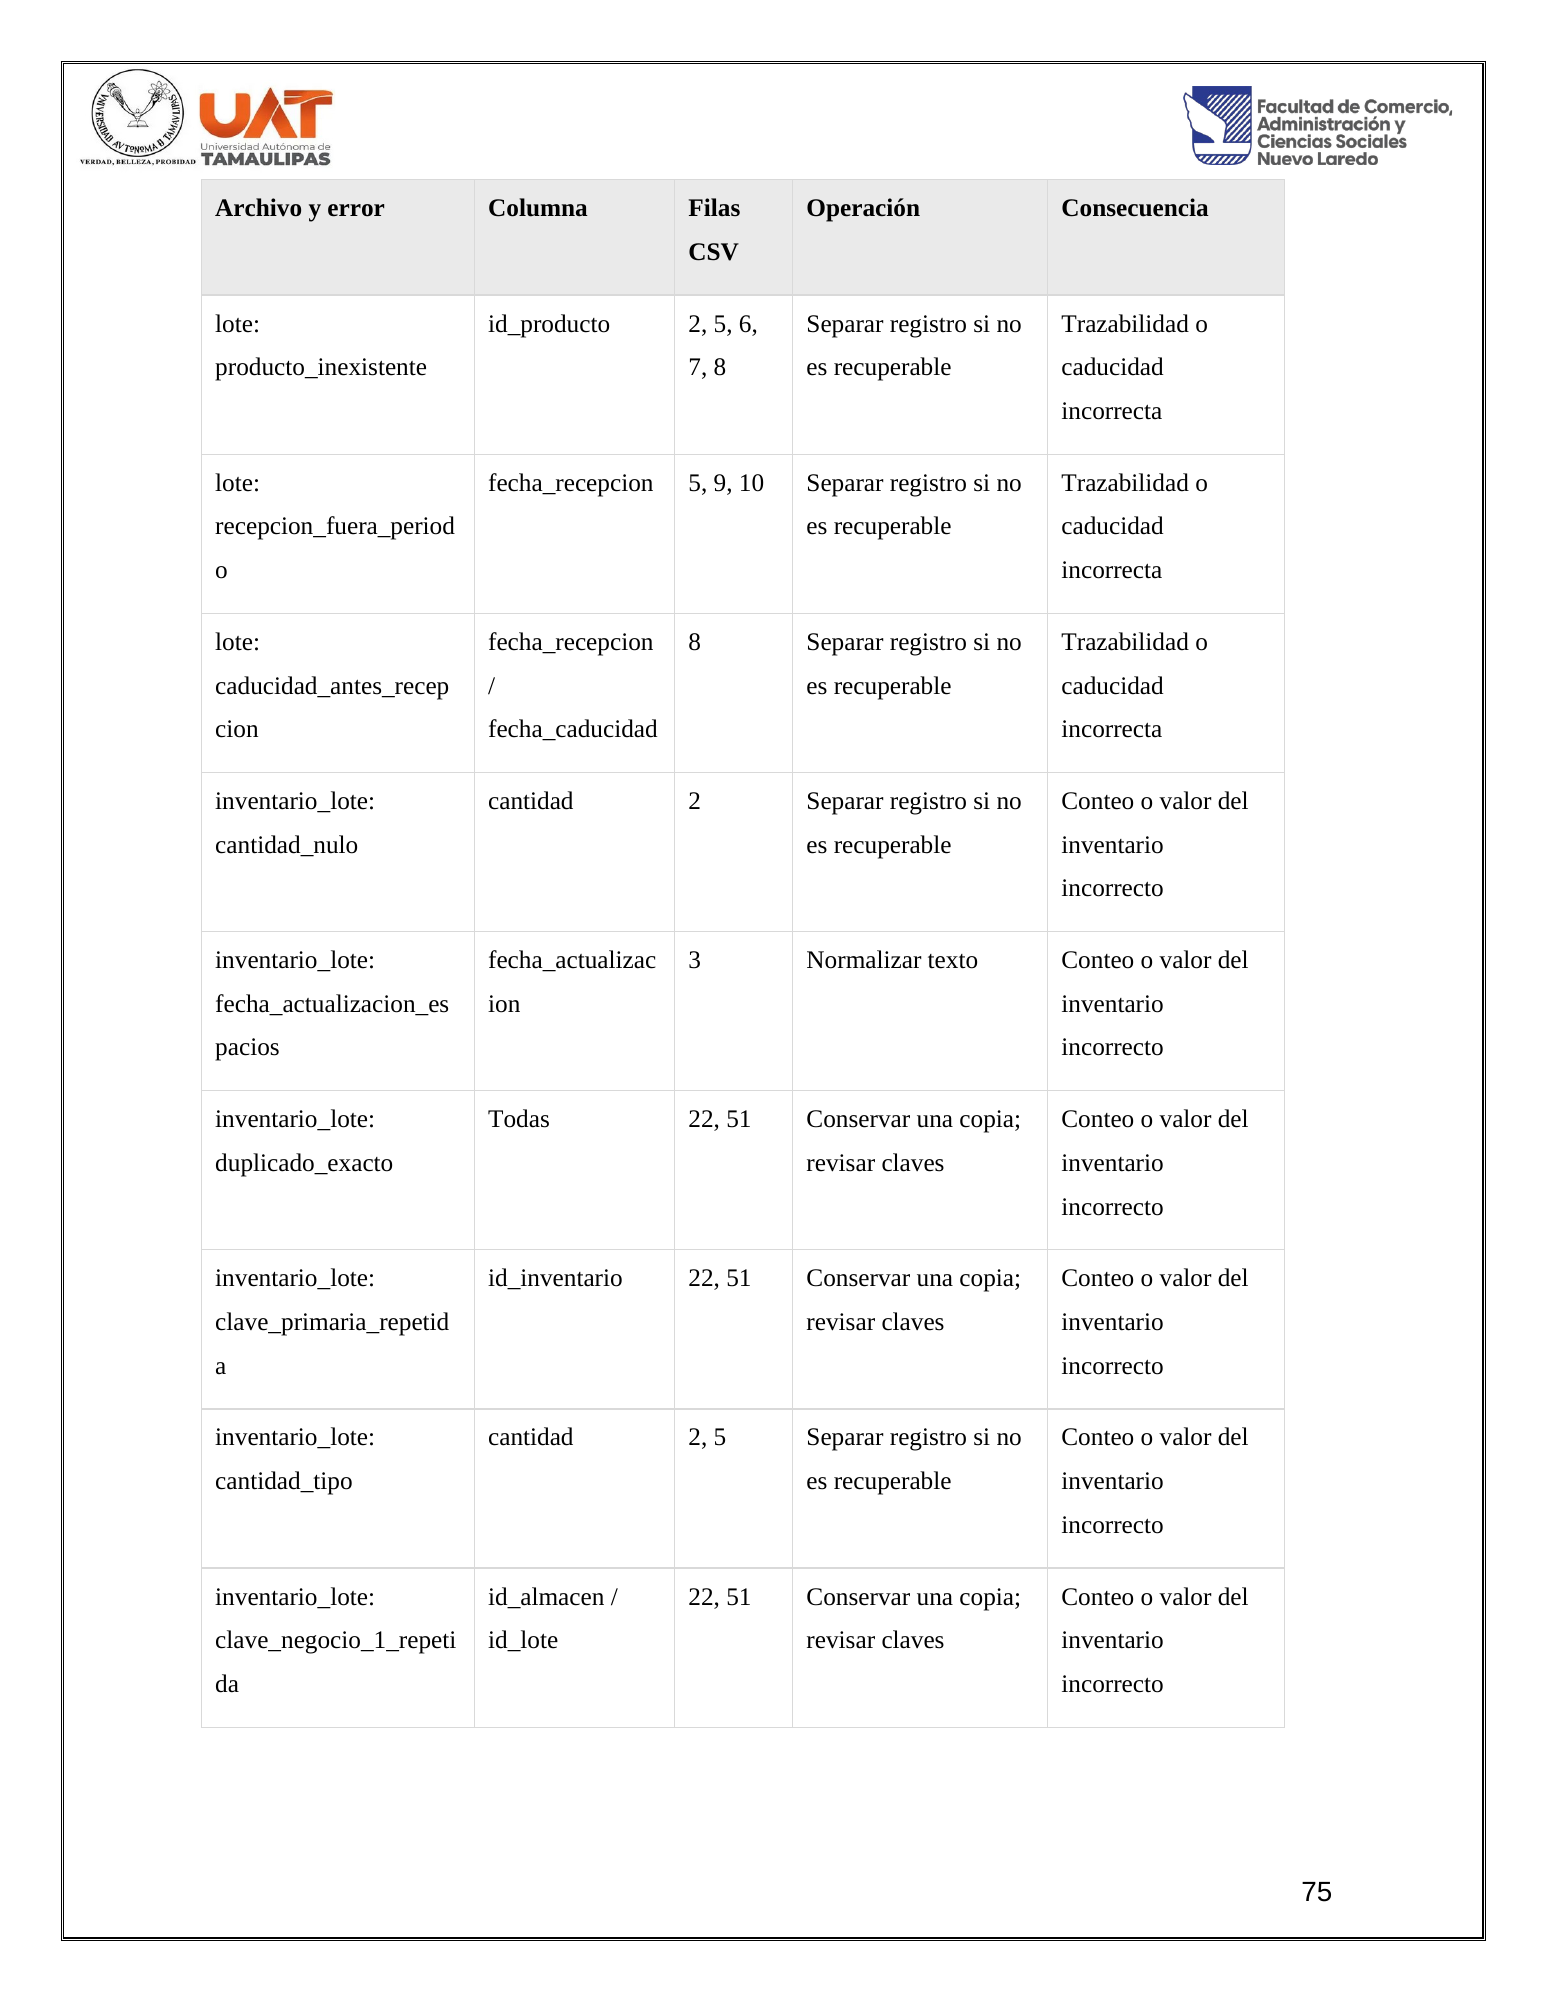 UNIVERSIDAD AUTONOMA D TAMAULIPAS
VERDAD, BELLEZA, PROBIDAD
UAT
Universidad Autónoma de
TAMAULIPAS
Facultad de Comercio,
Administración y
Ciencias Sociales
Nuevo Laredo
Archivo y error Columna Filas CSV Operación Consecuencia
lote:
producto_inexistente
id_producto
2, 5, 6,
7, 8
Separar registro si no
es recuperable
Trazabilidad o
caducidad
incorrecta
lote:
recepcion_fuera_period
o
fecha_recepcion
5, 9, 10
Separar registro si no
es recuperable
Trazabilidad o
caducidad
incorrecta
lote:
caducidad_antes_recep
cion
fecha_recepcion
/
fecha_caducidad
8
Separar registro si no
es recuperable
Trazabilidad o
caducidad
incorrecta
inventario_lote:
cantidad_nulo
cantidad
2
Separar registro si no
es recuperable
Conteo o valor del
inventario
incorrecto
inventario_lote:
fecha_actualizacion_es
pacios
fecha_actualizac
ion
3
Normalizar texto
Conteo o valor del
inventario
incorrecto
inventario_lote:
duplicado_exacto
Todas
22, 51
Conservar una copia;
revisar claves
Conteo o valor del
inventario
incorrecto
inventario_lote:
clave_primaria_repetid
a
id_inventario
22, 51
Conservar una copia;
revisar claves
Conteo o valor del
inventario
incorrecto
inventario_lote:
cantidad_tipo
cantidad
2, 5
Separar registro si no
es recuperable
Conteo o valor del
inventario
incorrecto
inventario_lote:
clave_negocio_1_repeti
da
id_almacen /
id_lote
22, 51
Conservar una copia;
revisar claves
Conteo o valor del
inventario
incorrecto
75